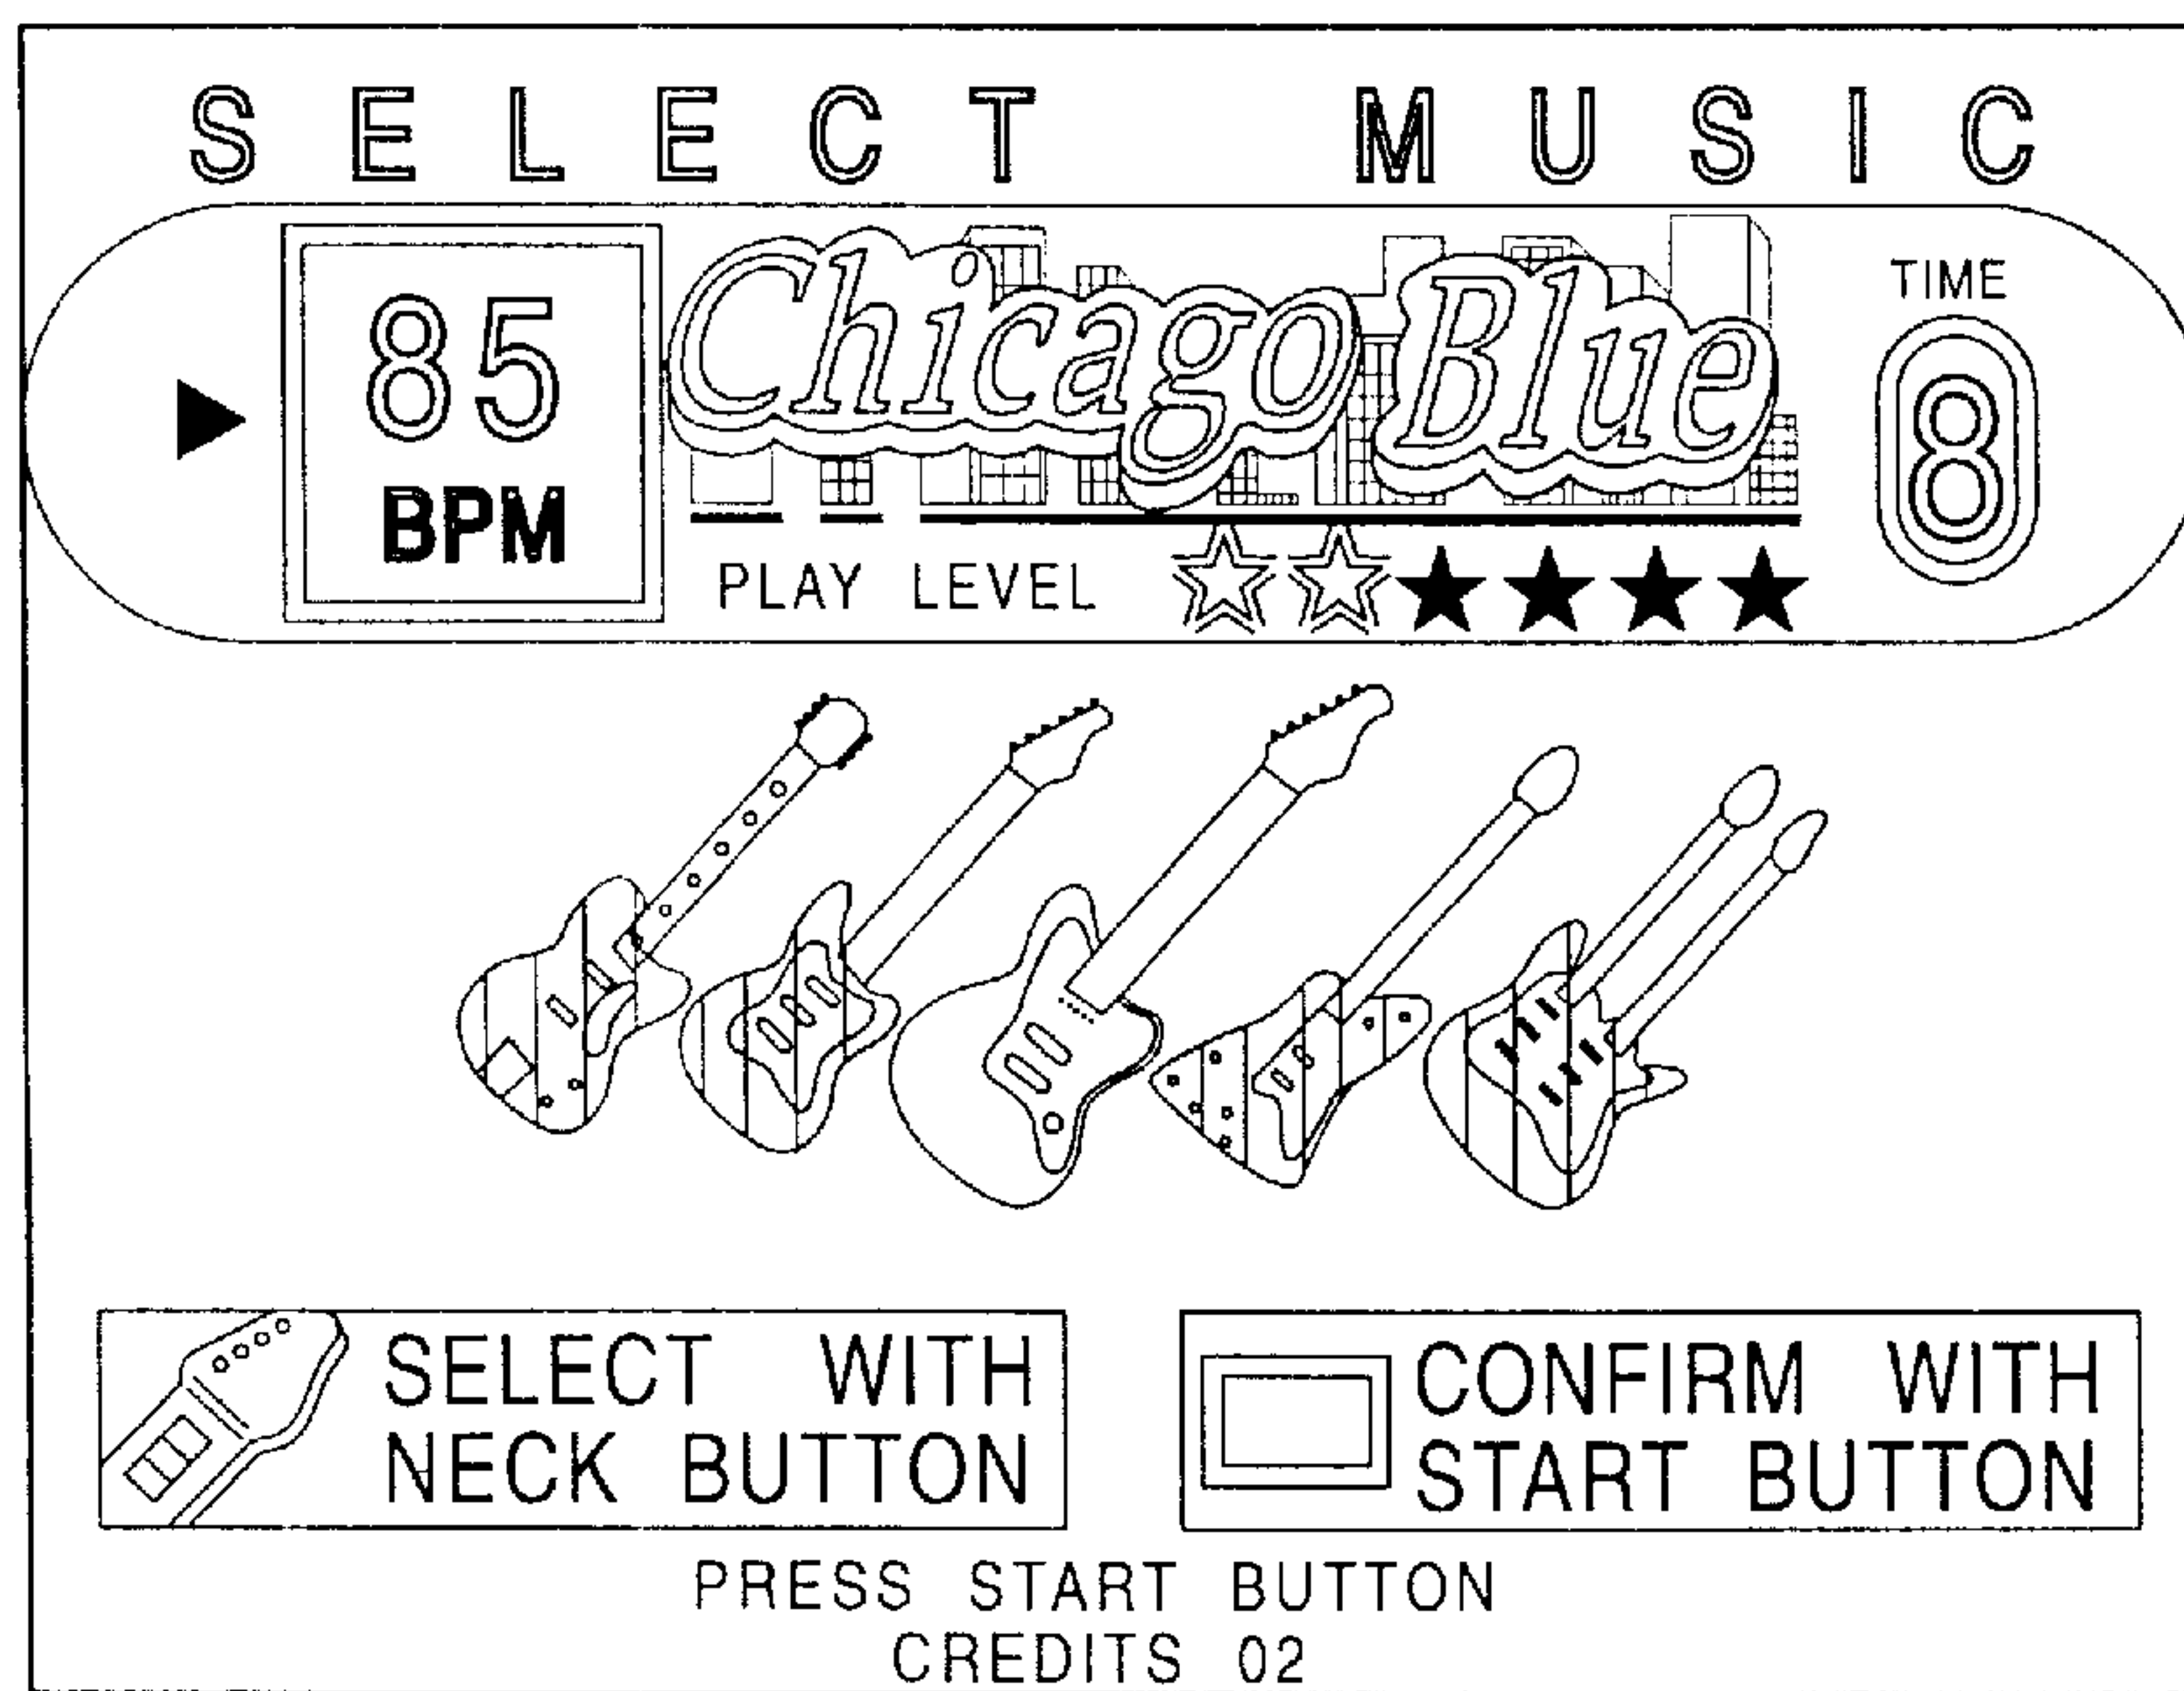 SELECT MUSIC
85
BPM
Chicago Blue
TIME
8
PLAY LEVEL
SELECT WITH
NECK BUTTON
CONFIRM WITH
START BUTTON
PRESS START BUTTON
CREDITS 02